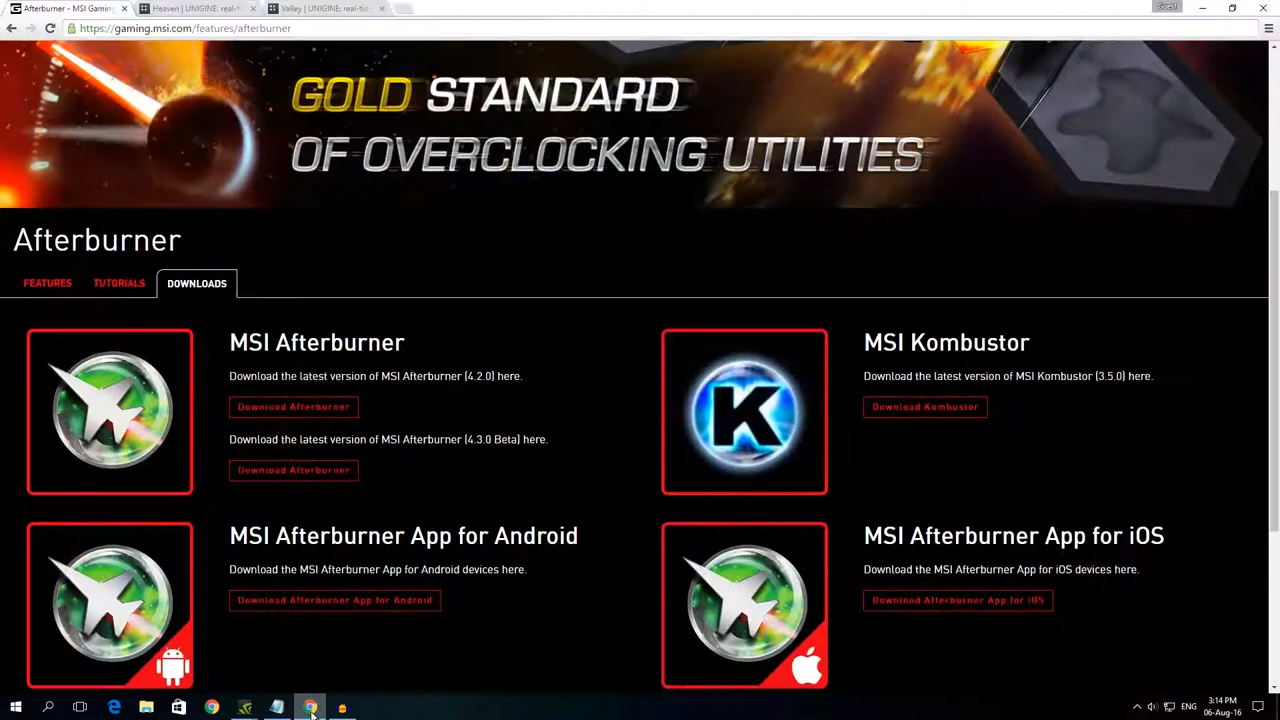 Afterburner - MSI Gaming
Heaven | UNIGINE: real-ti
Valley | UNIGINE: real-tim
Guest
https://gaming.msi.com/features/afterburner
GOLD STANDARD
OF OVERCLOCKING UTILITIES
Afterburner
FEATURES
TUTORIALS
DOWNLOADS
MSI Afterburner
Download the latest version of MSI Afterburner (4.2.0) here.
Download Afterburner
Download the latest version of MSI Afterburner (4.3.0 Beta) here.
Download Afterburner
MSI Kombustor
Download the latest version of MSI Kombustor (3.5.0) here.
Download Kombustor
K
MSI Afterburner App for Android
Download the MSI Afterburner App for Android devices here.
Download Afterburner App for Android
MSI Afterburner App for iOS
Download the MSI Afterburner App for iOS devices here.
Download Afterburner App for iOS
ENG
3:14 PM
06-Aug-16